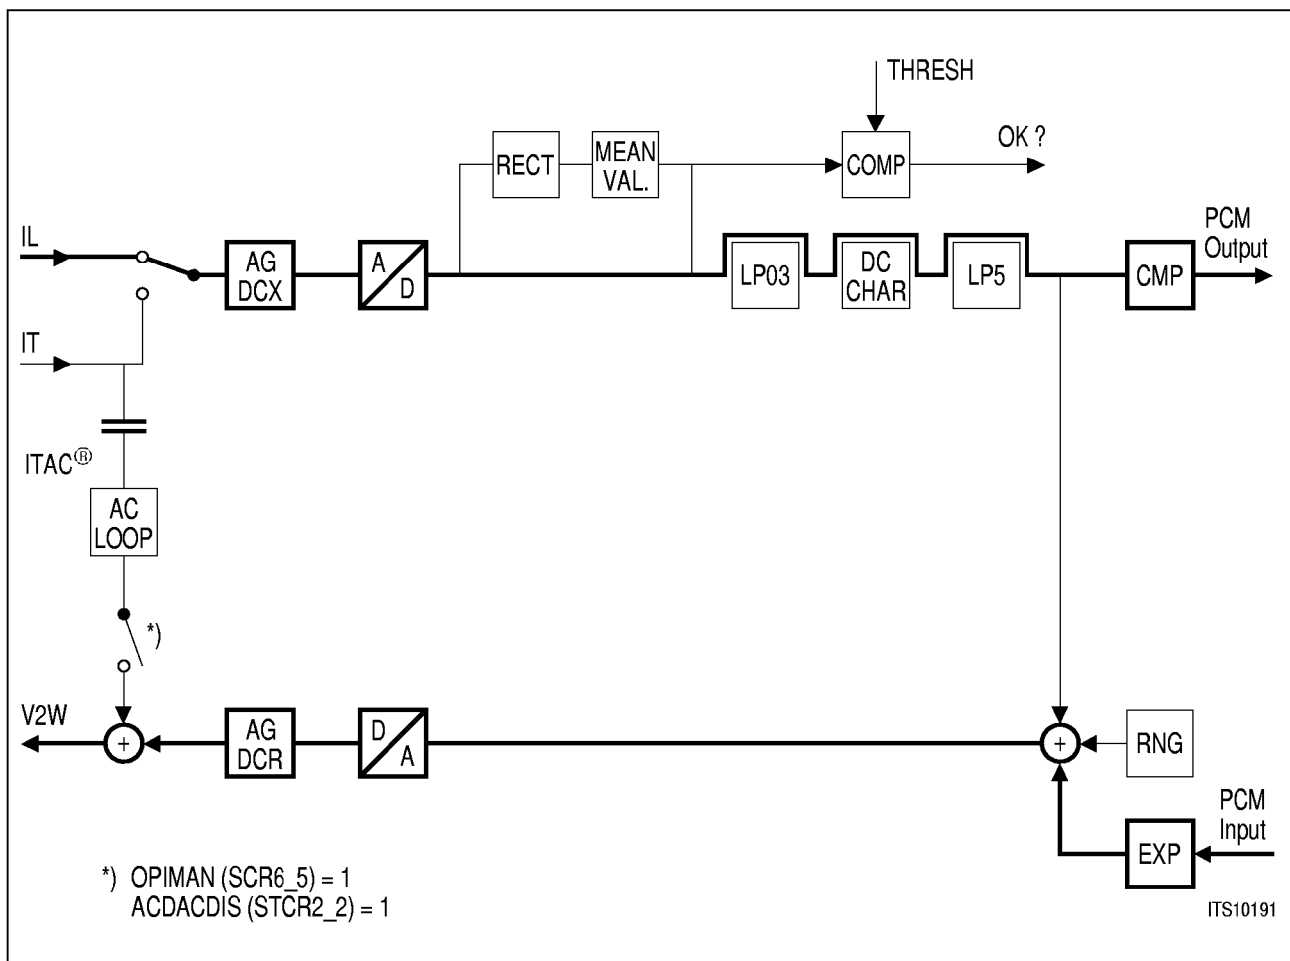 THRESH
OK ?
RECT
MEAN
VAL.
COMP
IL
PCM
Output
AG
DCX
A
D
LP03
DC
CHAR
LP5
CMP
IT
ITAC®
AC
LOOP
*)
V2W
+
AG
DCR
D
A
+
RNG
PCM
Input
EXP
*) OPIMAN (SCR6_5) = 1
ACDACDIS (STCR2_2) = 1
ITS10191